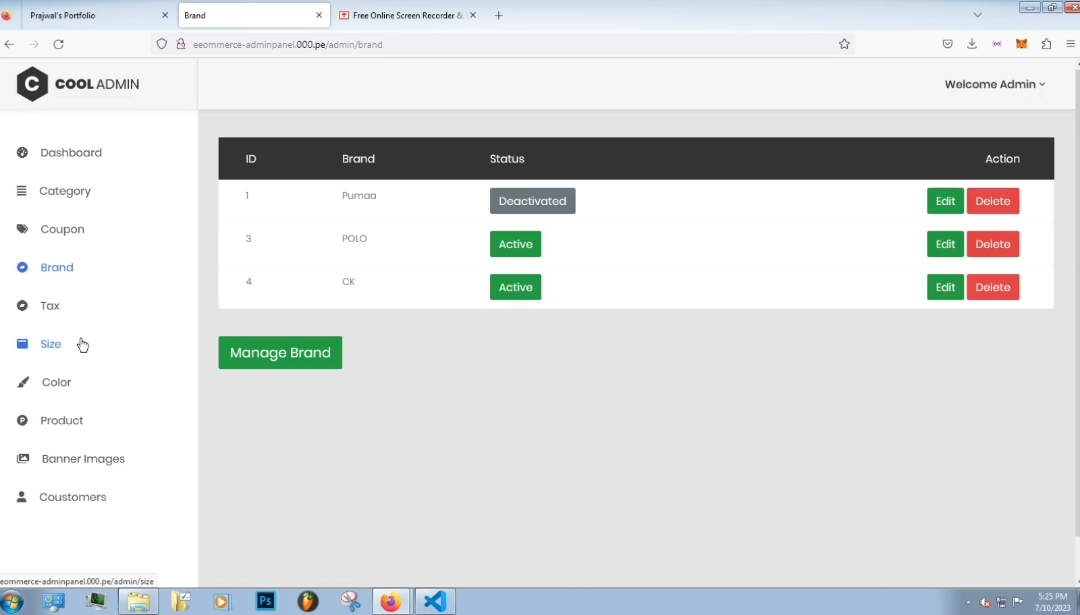 Prajwal's Portfolio
Brand
Free Online Screen Recorder &
eeommerce-adminpanel.000.pe/admin/brand
C COOL ADMIN
Welcome Admin
Dashboard
Category
Coupon
Brand
Tax
Size
Color
Product
Banner Images
Coustomers
ID Brand Status Action
1 Pumaa Deactivated Edit Delete
3 POLO Active Edit Delete
4 CK Active Edit Delete
Manage Brand
eommerce-adminpanel.000.pe/admin/size
Ps
5:25 PM
7/10/2023